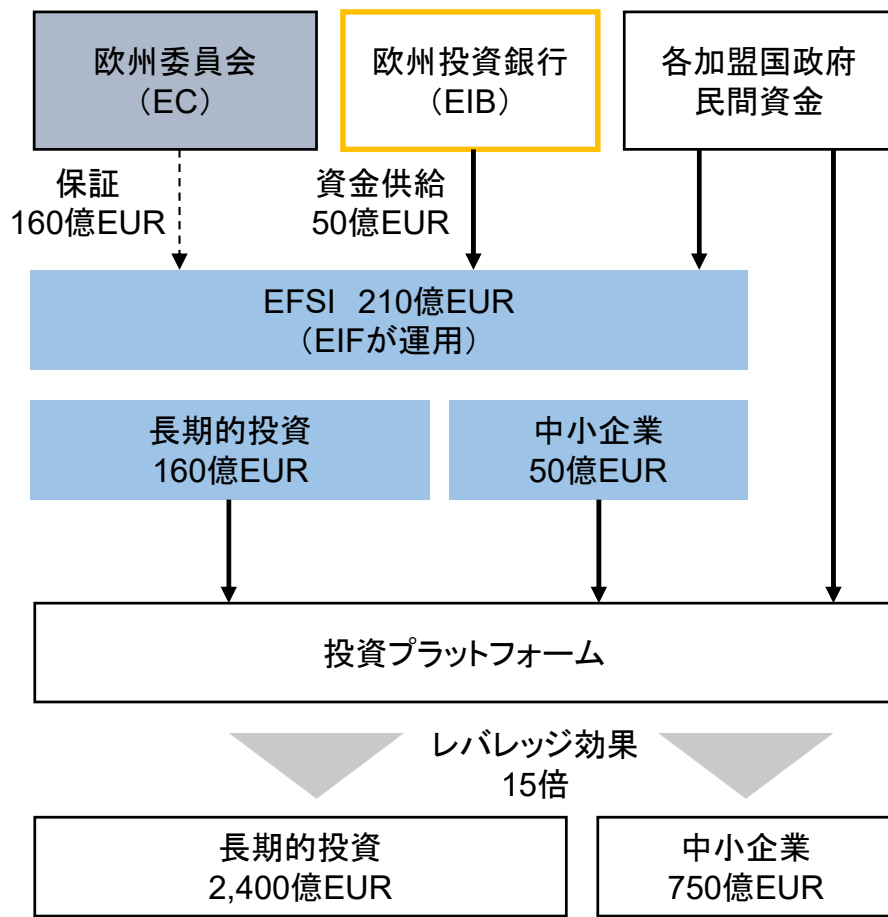 欧州委員会
（EC）
欧州投資銀行
（EIB）
各加盟国政府
民間資金
保証
160億EUR
資金供給
50億EUR
EFSI 210億EUR
（EIFが運用）
長期的投資
160億EUR
中小企業
50億EUR
投資プラットフォーム
レバレッジ効果
15倍
長期的投資
2,400億EUR
中小企業
750億EUR